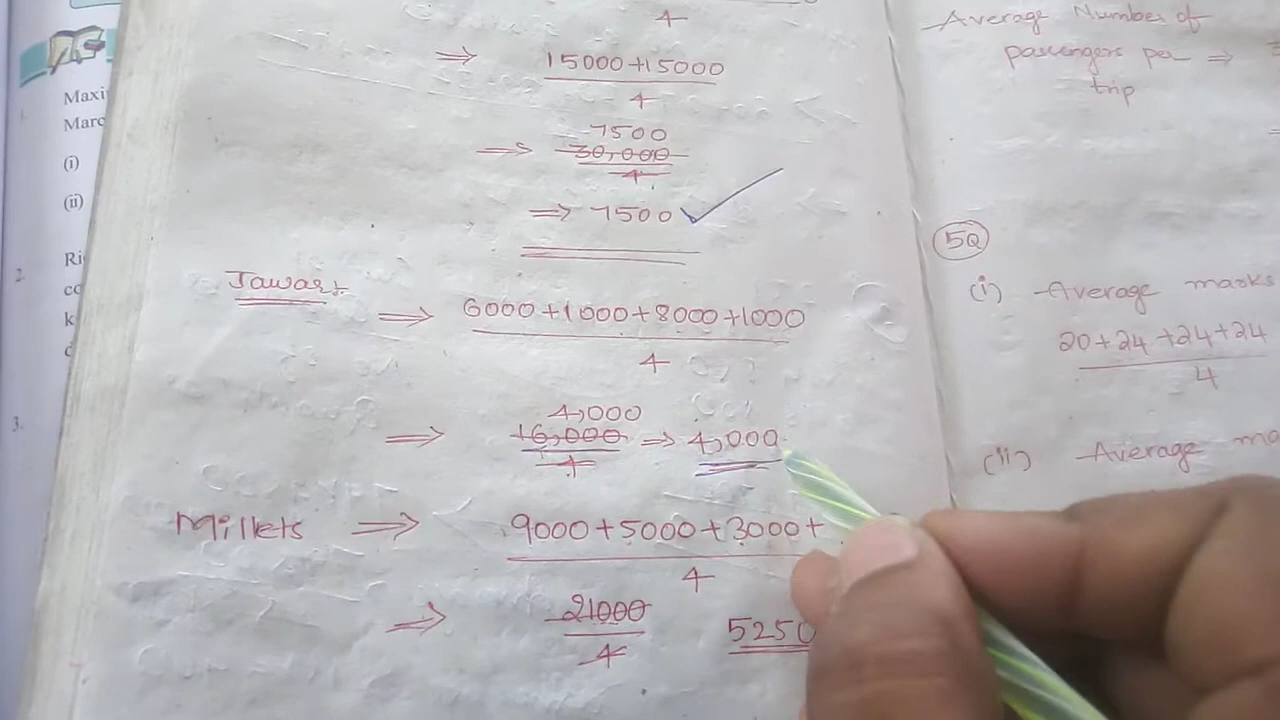 4
⇒ 15000+15000
4
7500
⇒ 30,000
4
⇒ 7500
Jawar:
⇒ 6000+1000+8000+1000
4
4,000
⇒ 16,000 ⇒ 4,000
4
Millets ⇒ 9000+5000+3000+
4
⇒ 21000 5250
4
Average Number of
passengers per ⇒
trip
5Q
(i) Average marks
20+24+24+24
4
(ii) Average
1.
Marc
(i)
(ii)
2.
3.